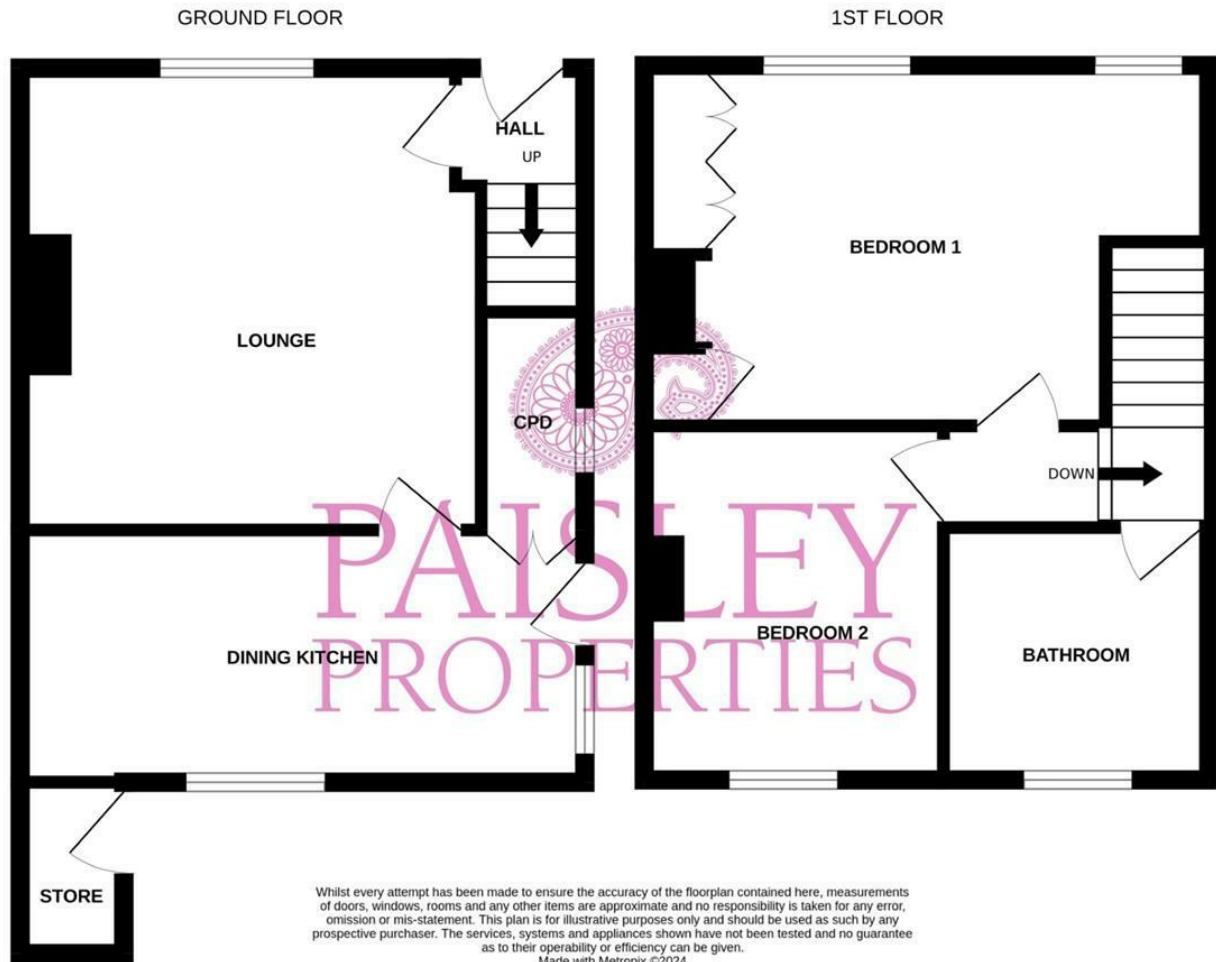 GROUND FLOOR
1ST FLOOR
HALL
UP
LOUNGE
CPD
DINING KITCHEN
STORE
BEDROOM 1
DOWN
BEDROOM 2
BATHROOM
PAISLEY
PROPERTIES
Whilst every attempt has been made to ensure the accuracy of the floorplan contained here, measurements
of doors, windows, rooms and any other items are approximate and no responsibility is taken for any error,
omission or mis-statement. This plan is for illustrative purposes only and should be used as such by any
prospective purchaser. The services, systems and appliances shown have not been tested and no guarantee
as to their operability or efficiency can be given.
Made with Metropix ©2024